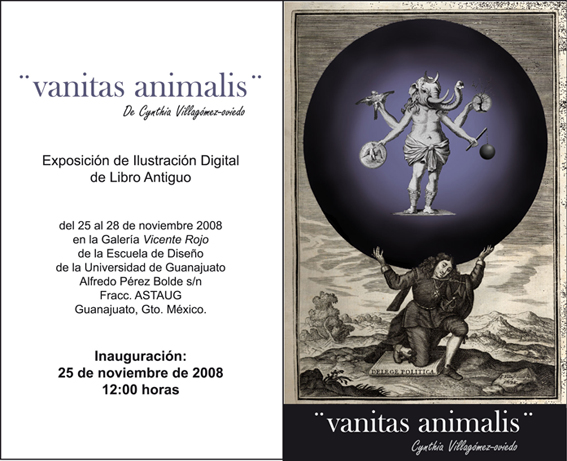 ¨vanitas animalis¨
De Cynthia Villagómez-oviedo
Exposición de Ilustración Digital
de Libro Antiguo
del 25 al 28 de noviembre 2008
en la Galería Vicente Rojo
de la Escuela de Diseño
de la Universidad de Guanajuato
Alfredo Pérez Bolde s/n
Fracc. ASTAUG
Guanajuato, Gto. México.
Inauguración:
25 de noviembre de 2008
12:00 horas
DELEGE POLITICA
¨vanitas animalis¨
Cynthia Villagómez-oviedo